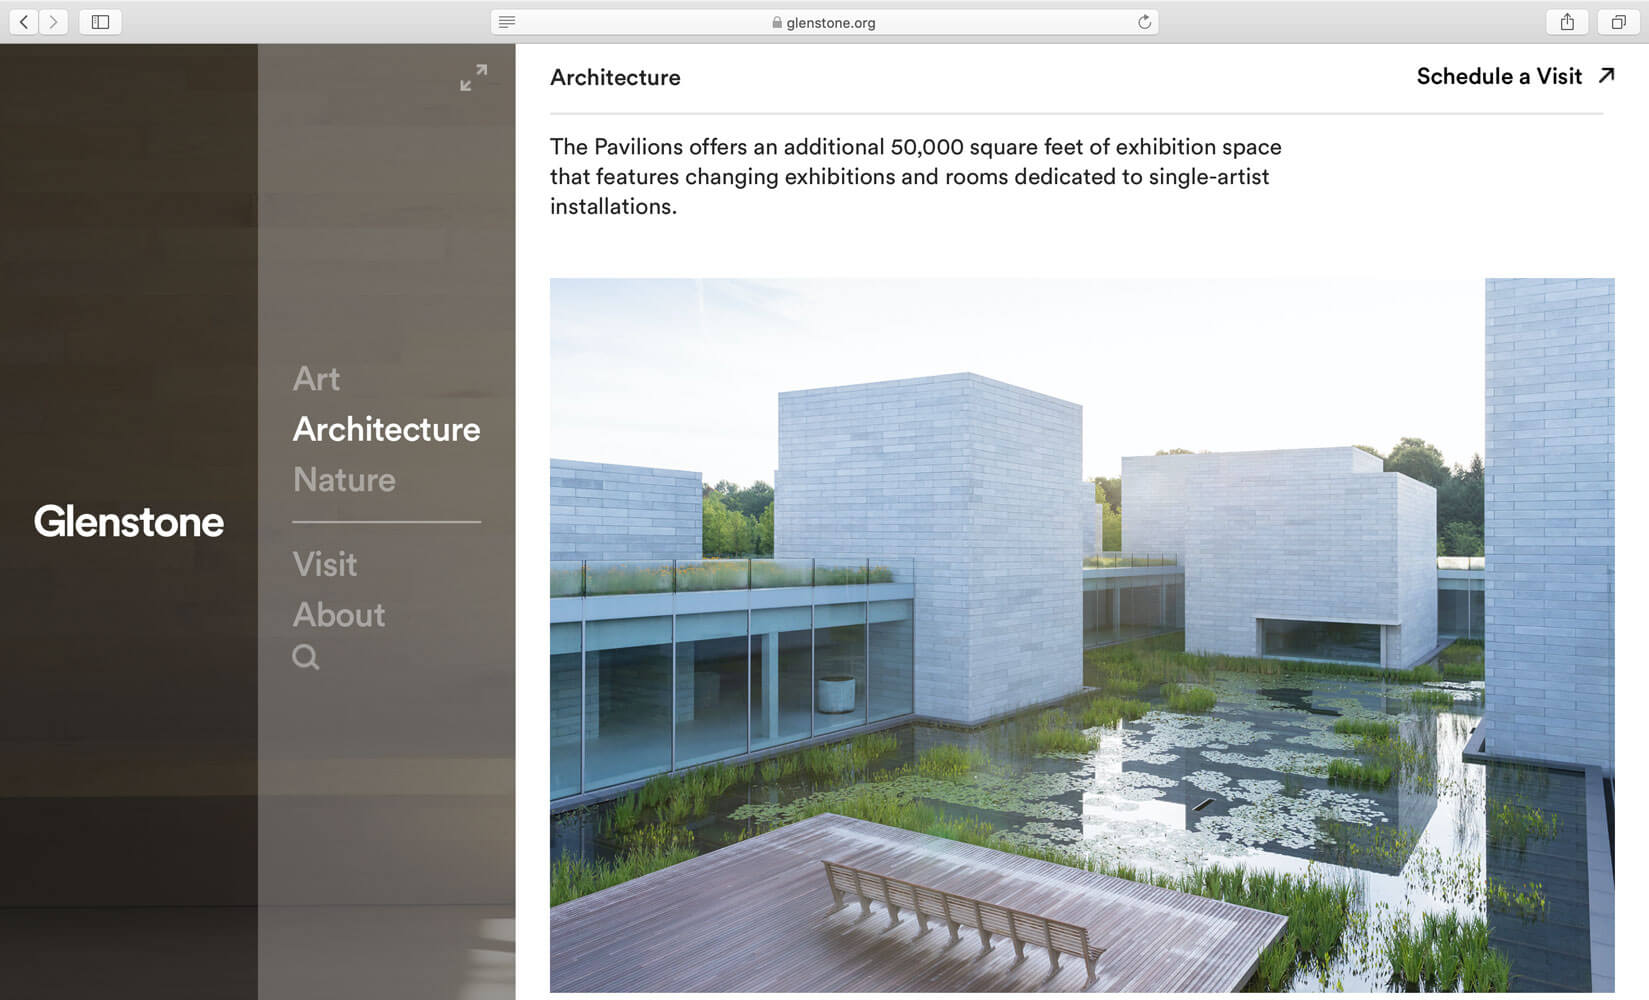 glenstone.org
Glenstone
Art
Architecture
Nature
Visit
About
Architecture
Schedule a Visit
The Pavilions offers an additional 50,000 square feet of exhibition space
that features changing exhibitions and rooms dedicated to single-artist
installations.